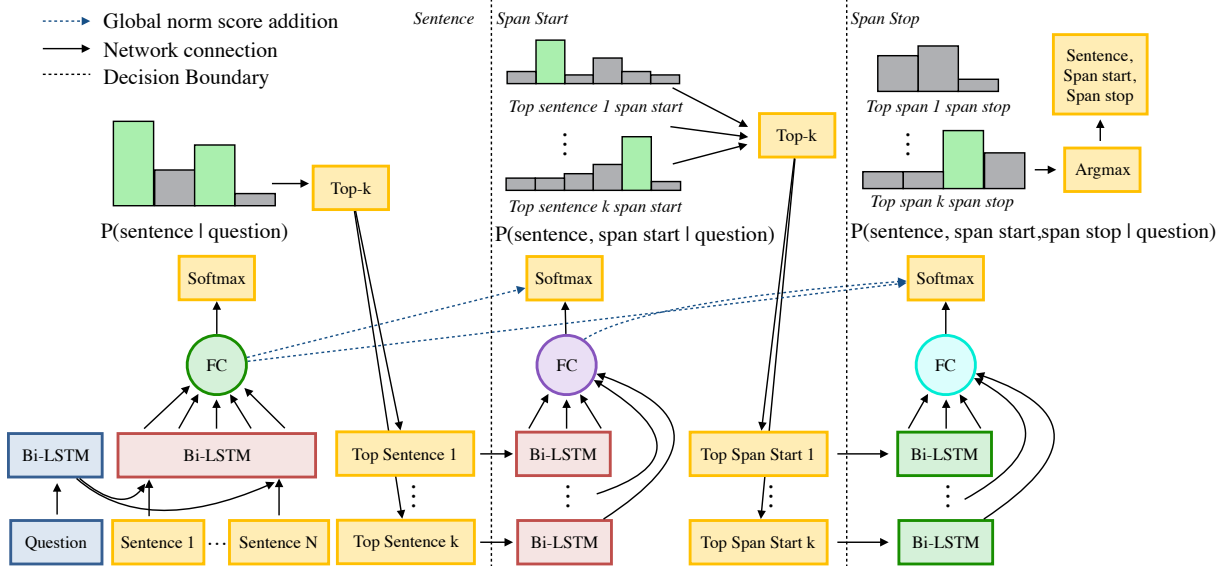 Global norm score addition
Network connection
Decision Boundary
Sentence
Top-k
P(sentence | question)
Softmax
FC
Bi-LSTM
Bi-LSTM
Question
Sentence 1
...
Sentence N
Top Sentence 1
...
Top Sentence k
Span Start
Top sentence 1 span start
...
Top sentence k span start
Top-k
P(sentence, span start | question)
Softmax
FC
Bi-LSTM
...
Bi-LSTM
Top Span Start 1
...
Top Span Start k
Span Stop
Top span 1 span stop
...
Top span k span stop
Sentence,
Span start,
Span stop
Argmax
P(sentence, span start,span stop | question)
Softmax
FC
Bi-LSTM
...
Bi-LSTM